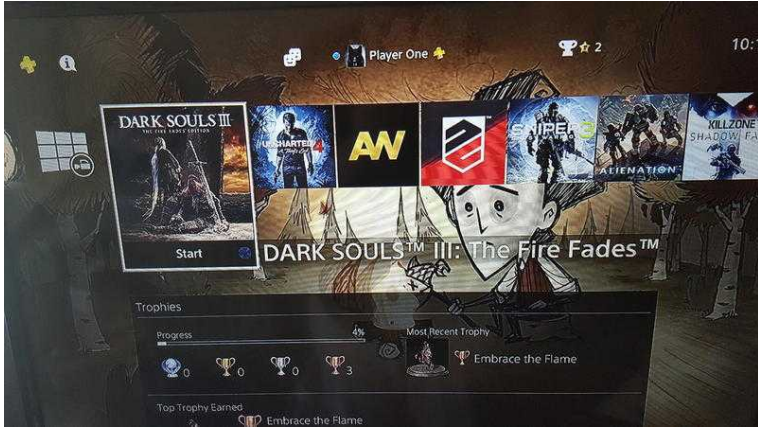 Player One
2
10:
DARK SOULS III
THE FIRE FADES EDITION
UNCHARTED 4
A Thief's End
AW
SNIPER 3
ALIENATION
KILLZONE
SHADOW FA
Start
DARK SOULS™ III: The Fire Fades™
Trophies
Progress
4%
Most Recent Trophy
0
0
0
3
Embrace the Flame
Top Trophy Earned
Embrace the Flame